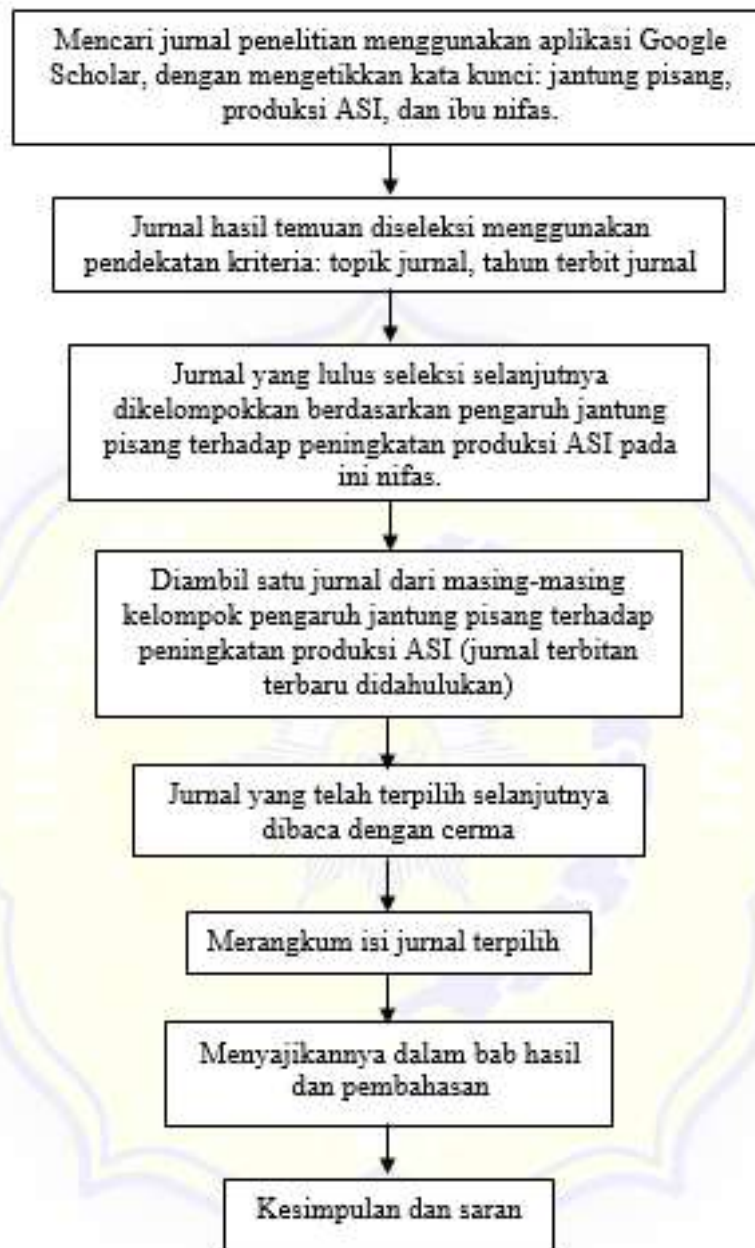 Mencari jurnal penelitian menggunakan aplikasi Google
Scholar, dengan mengetikkan kata kunci: jantung pisang,
produksi ASI, dan ibu nifas.
Jurnal hasil temuan diseleksi menggunakan
pendekatan kriteria: topik jurnal, tahun terbit jurnal
Jurnal yang lulus seleksi selanjutnya
dikelompokkan berdasarkan pengaruh jantung
pisang terhadap peningkatan produksi ASI pada
ini nifas.
Diambil satu jurnal dari masing-masing
kelompok pengaruh jantung pisang terhadap
peningkatan produksi ASI (jurnal terbitan
terbaru didahulukan)
Jurnal yang telah terpilih selanjutnya
dibaca dengan cerma
Merangkum isi jurnal terpilih
Menyajikannya dalam bab hasil
dan pembahasan
Kesimpulan dan saran